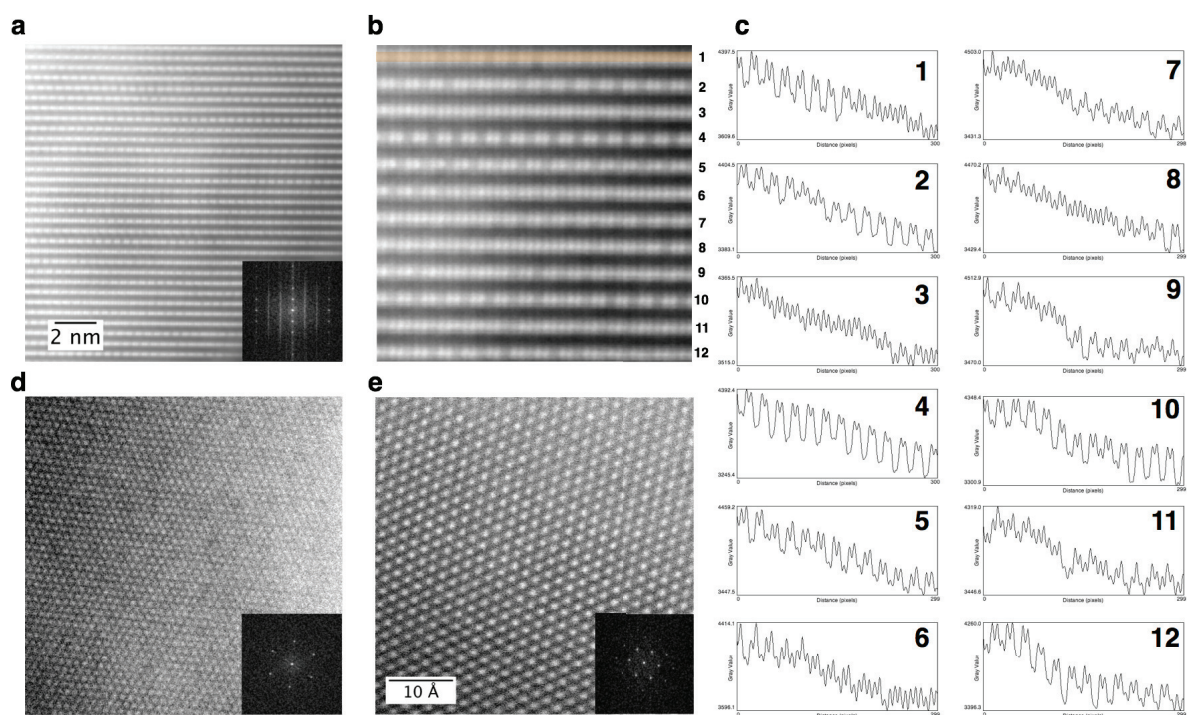 a
2 nm
b
1
2
3
4
5
6
7
8
9
10
11
12
c
4397.5
Gray Value
3609.6
0
Distance (pixels)
300
1
4404.5
Gray Value
3383.1
0
Distance (pixels)
300
2
4365.5
Gray Value
3515.0
0
Distance (pixels)
300
3
4392.4
Gray Value
3245.4
0
Distance (pixels)
300
4
4459.2
Gray Value
3447.5
0
Distance (pixels)
299
5
4414.1
Gray Value
3598.1
6
4503.0
Gray Value
3431.3
0
Distance (pixels)
298
7
4470.2
Gray Value
3429.4
0
Distance (pixels)
299
8
4512.9
Gray Value
3470.0
0
Distance (pixels)
299
9
4348.4
Gray Value
3300.9
0
Distance (pixels)
299
10
4319.0
Gray Value
3446.6
0
Distance (pixels)
299
11
4260.0
Gray Value
12
d
e
10 Å